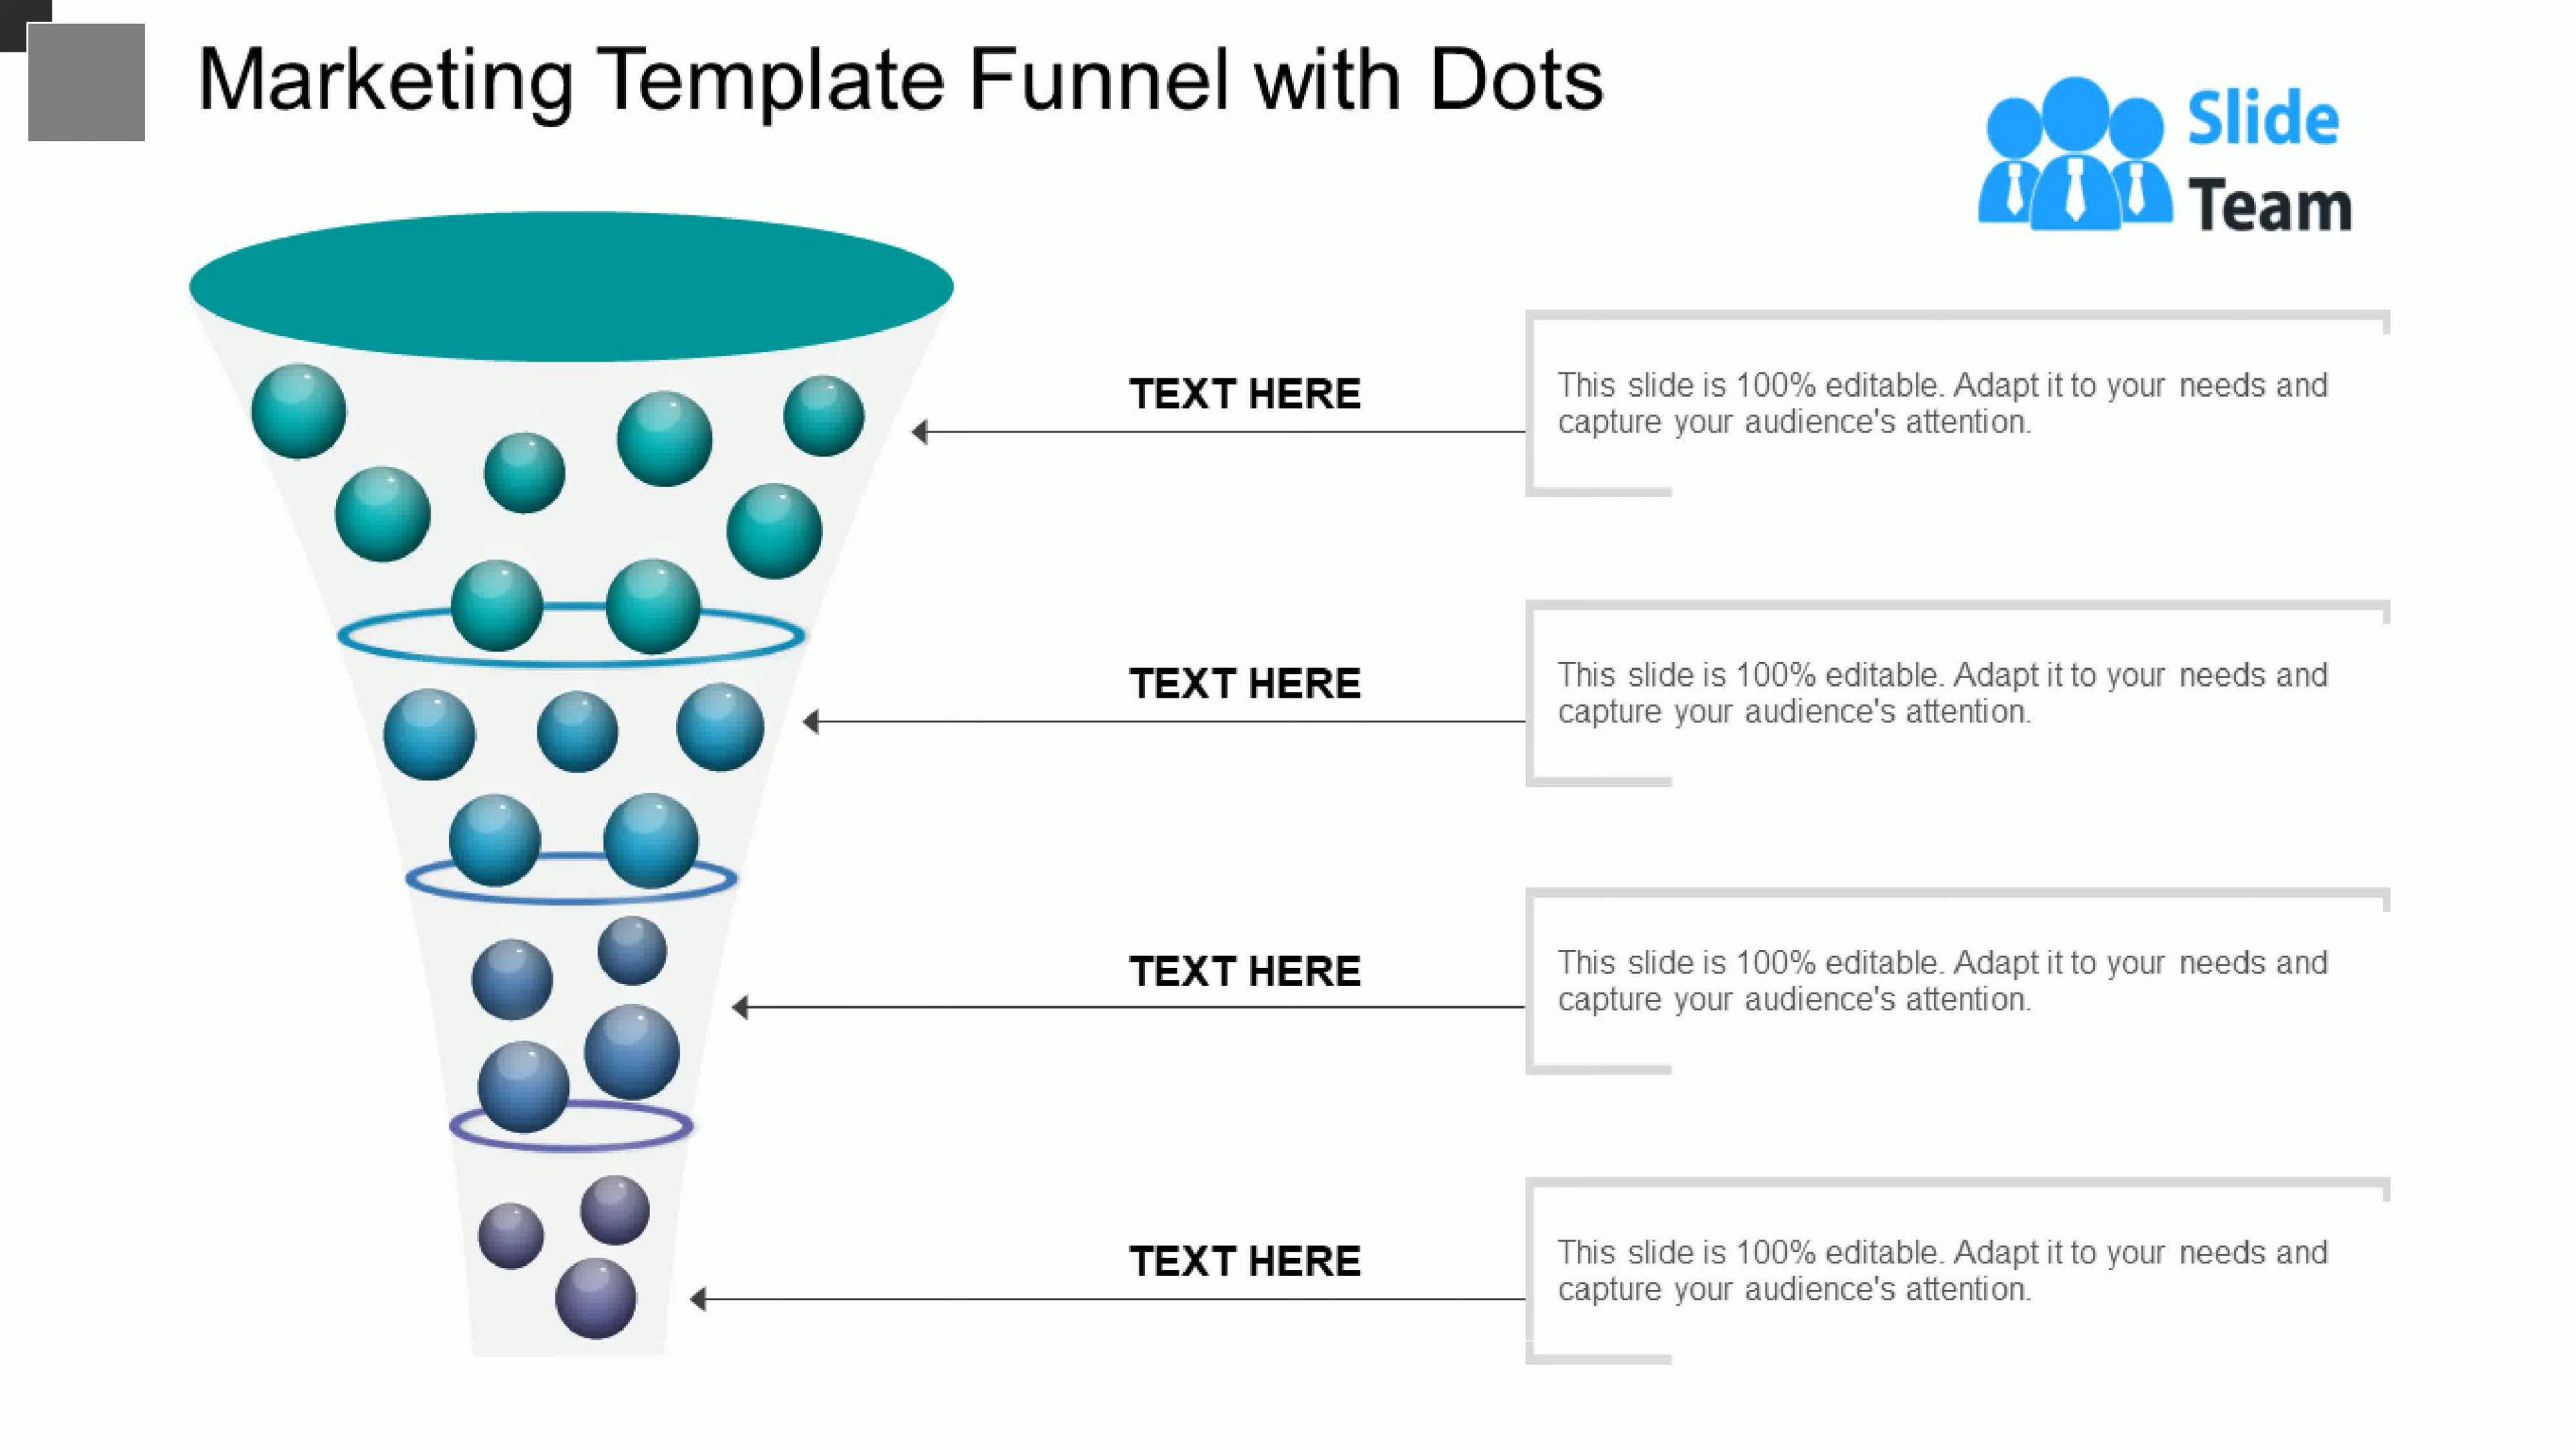 Marketing Template Funnel with Dots
Slide
Team
TEXT HERE
This slide is 100% editable. Adapt it to your needs and
capture your audience's attention.
TEXT HERE
This slide is 100% editable. Adapt it to your needs and
capture your audience's attention.
TEXT HERE
This slide is 100% editable. Adapt it to your needs and
capture your audience's attention.
TEXT HERE
This slide is 100% editable. Adapt it to your needs and
capture your audience's attention.